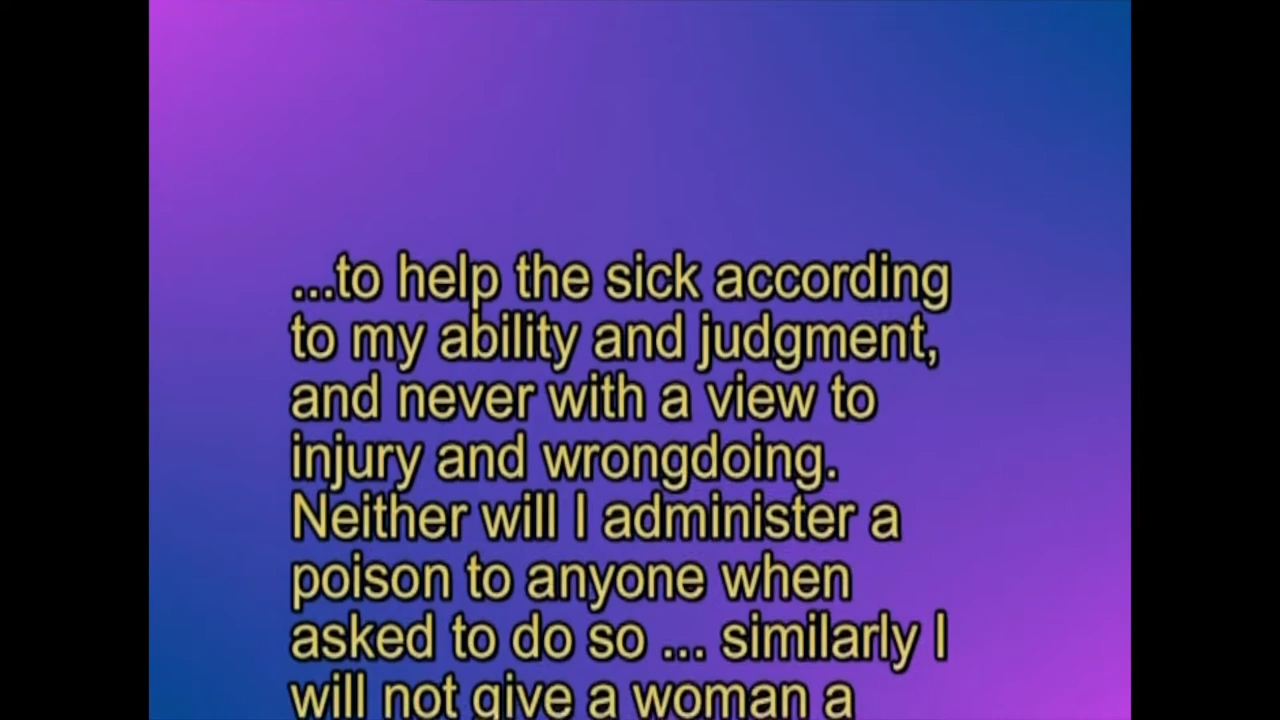 ...to help the sick according
to my ability and judgment,
and never with a view to
injury and wrongdoing.
Neither will I administer a
poison to anyone when
asked to do so ... similarly I
will not give a woman a